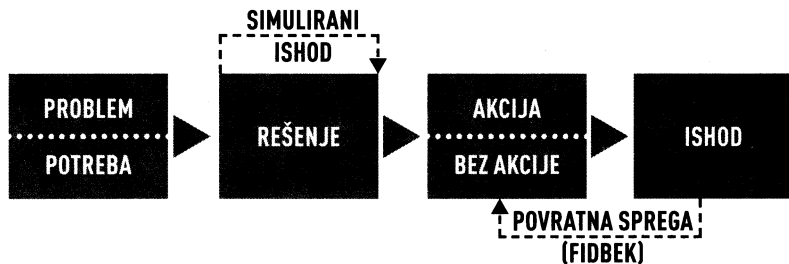 SIMULIRANI
ISHOD
PROBLEM
POTREBA
REŠENJE
AKCIJA
BEZ AKCIJE
ISHOD
POVRATNA SPREGA
(FIDBEK)